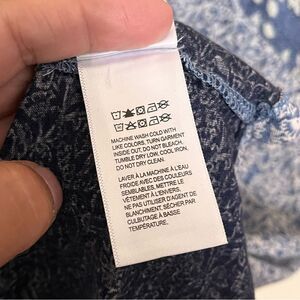 MACHINE WASH COLD WITH
LIKE COLORS, TURN GARMENT
INSIDE OUT, DO NOT BLEACH.
TUMBLE DRY LOW, COOL IRON,
DO NOT DRY CLEAN.
LAVER À LA MACHINE À L'EAU
FROIDE AVEC DES COULEURS
SEMBLABLES, METTRE LE
VÊTEMENT À L'ENVERS.
NE PAS UTILISER D'AGENT DE
BLANCHIMENT, SÉCHER PAR
CULBUTAGE À BASSE
TEMPÉRATURE.